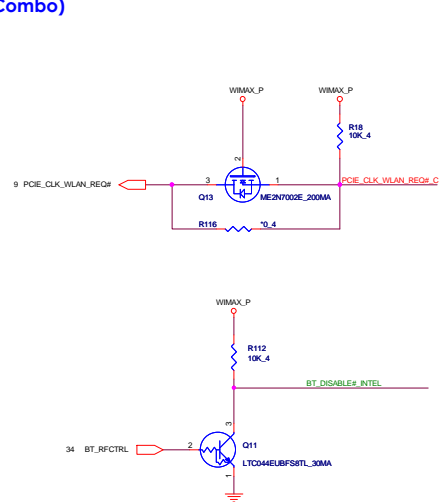 Combo)
WIMAX_P
WIMAX_P
R18
10K_4
2
9 PCIE_CLK_WLAN_REQ#
3
1
PCIE_CLK_WLAN_REQ#_C
Q13
ME2N7002E_200MA
R116
*0_4
WIMAX_P
R112
10K_4
BT_DISABLE#_INTEL
3
34 BT_RFCTRL
2
Q11
LTC044EUBFS8TL_30MA
1